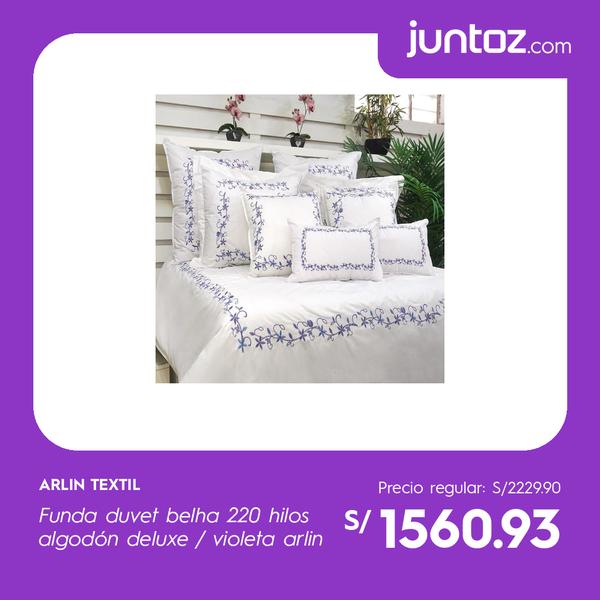 juntoz.com
ARLIN TEXTIL
Funda duvet belha 220 hilos
algodón deluxe / violeta arlin
Precio regular: S/2229.90
S/1560.93